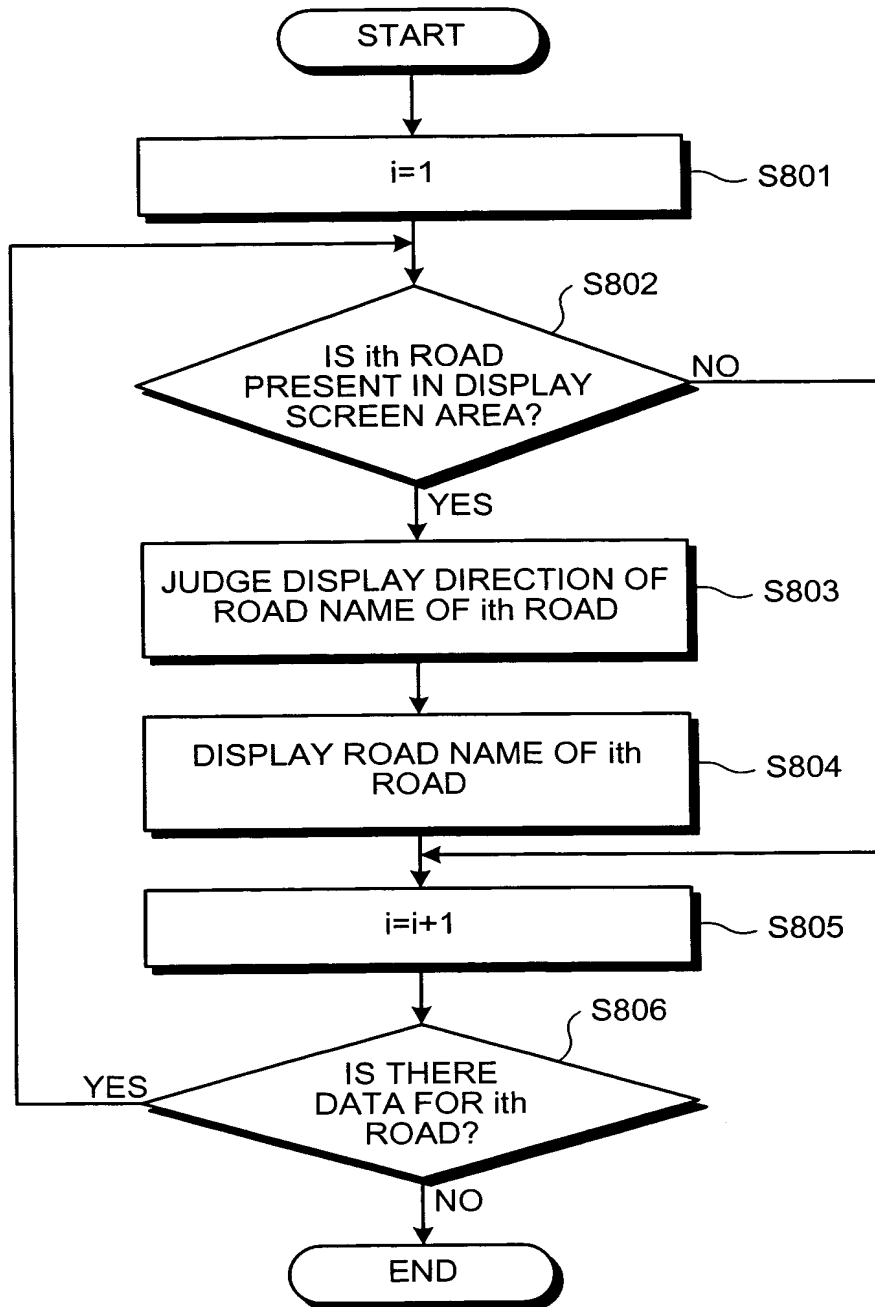 START
i=1
S801
S802
IS ith ROAD
PRESENT IN DISPLAY
SCREEN AREA?
NO
YES
JUDGE DISPLAY DIRECTION OF
ROAD NAME OF ith ROAD
S803
DISPLAY ROAD NAME OF ith
ROAD
S804
i=i+1
S805
S806
IS THERE
DATA FOR ith
ROAD?
YES
NO
END